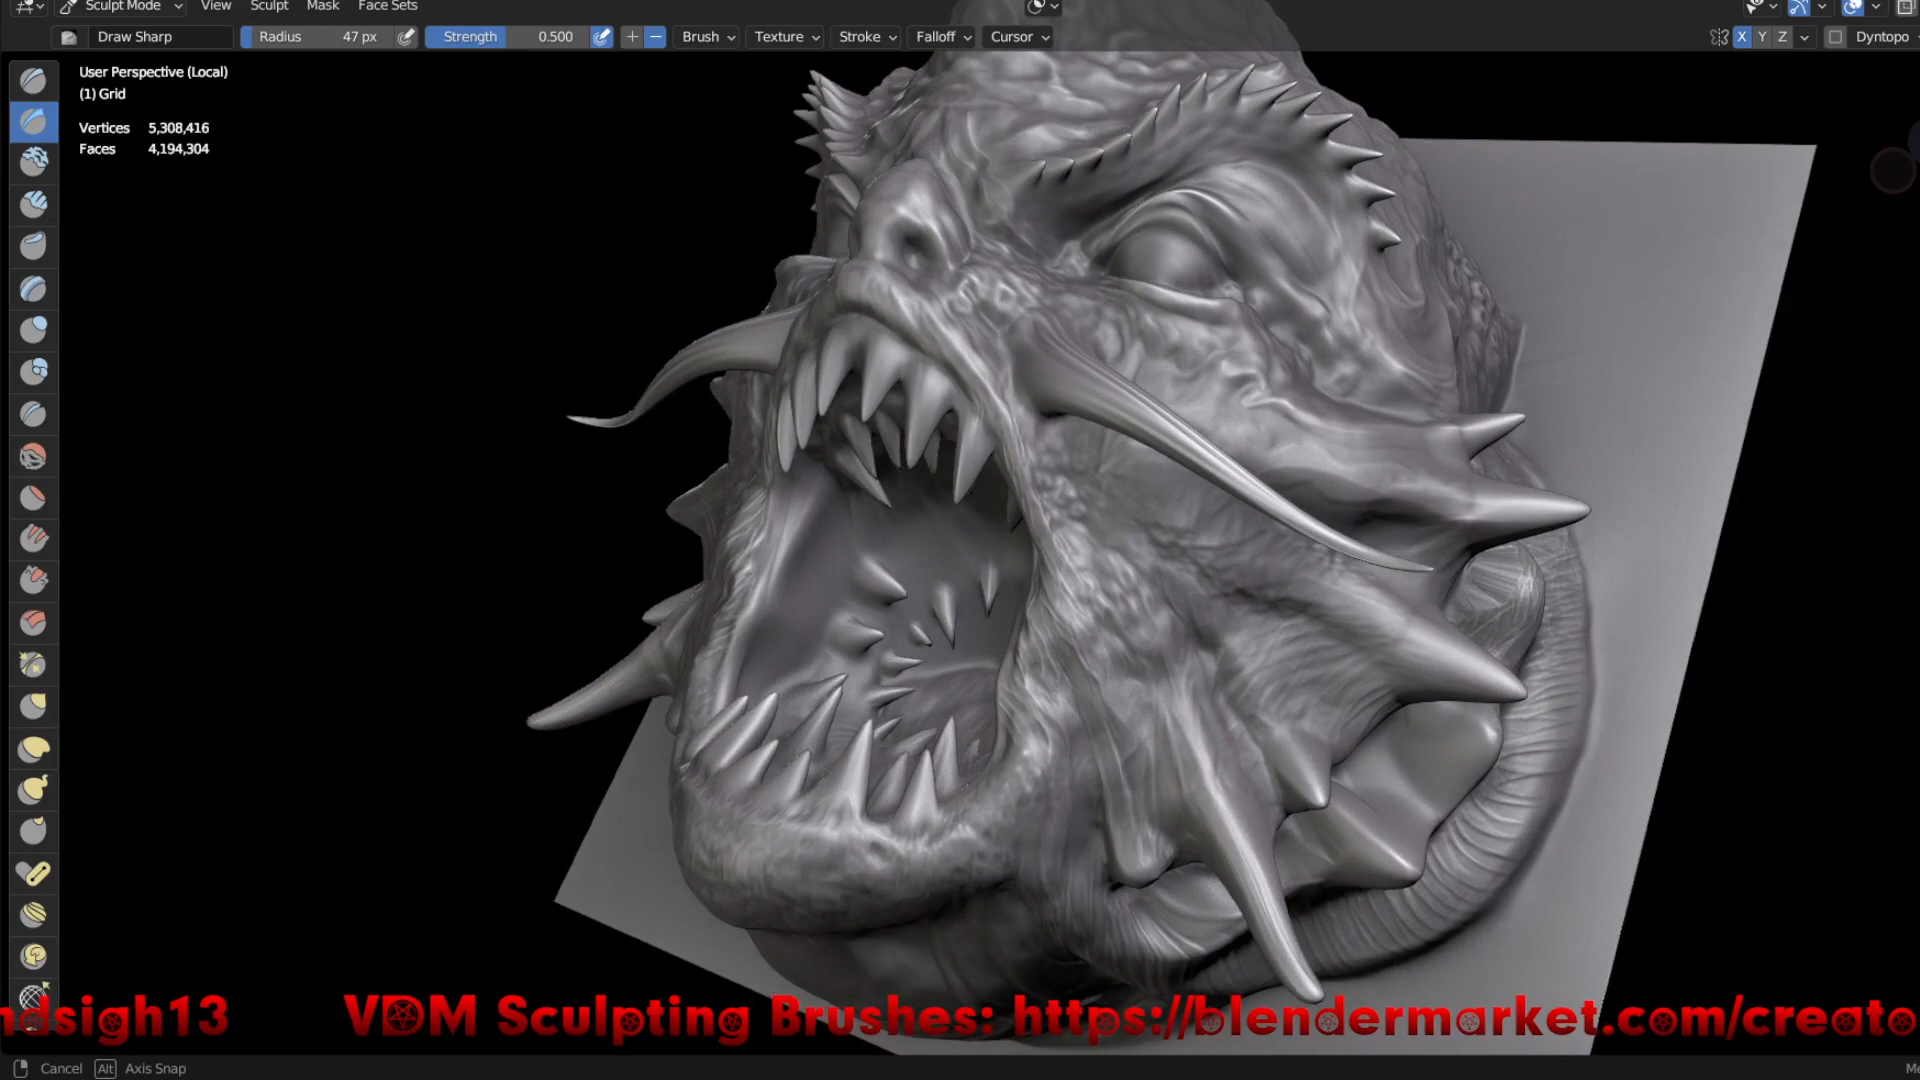 Sculpt Mode View Sculpt Mask Face Sets
Draw Sharp Radius 47 px Strength 0.500 Brush Texture Stroke Falloff Cursor X Y Z Dyntopo
User Perspective (Local)
(1) Grid
Vertices 5,308,416
Faces 4,194,304
ndsigh13 VDM Sculpting Brushes: https://blendermarket.com/creato
Cancel Alt Axis Snap